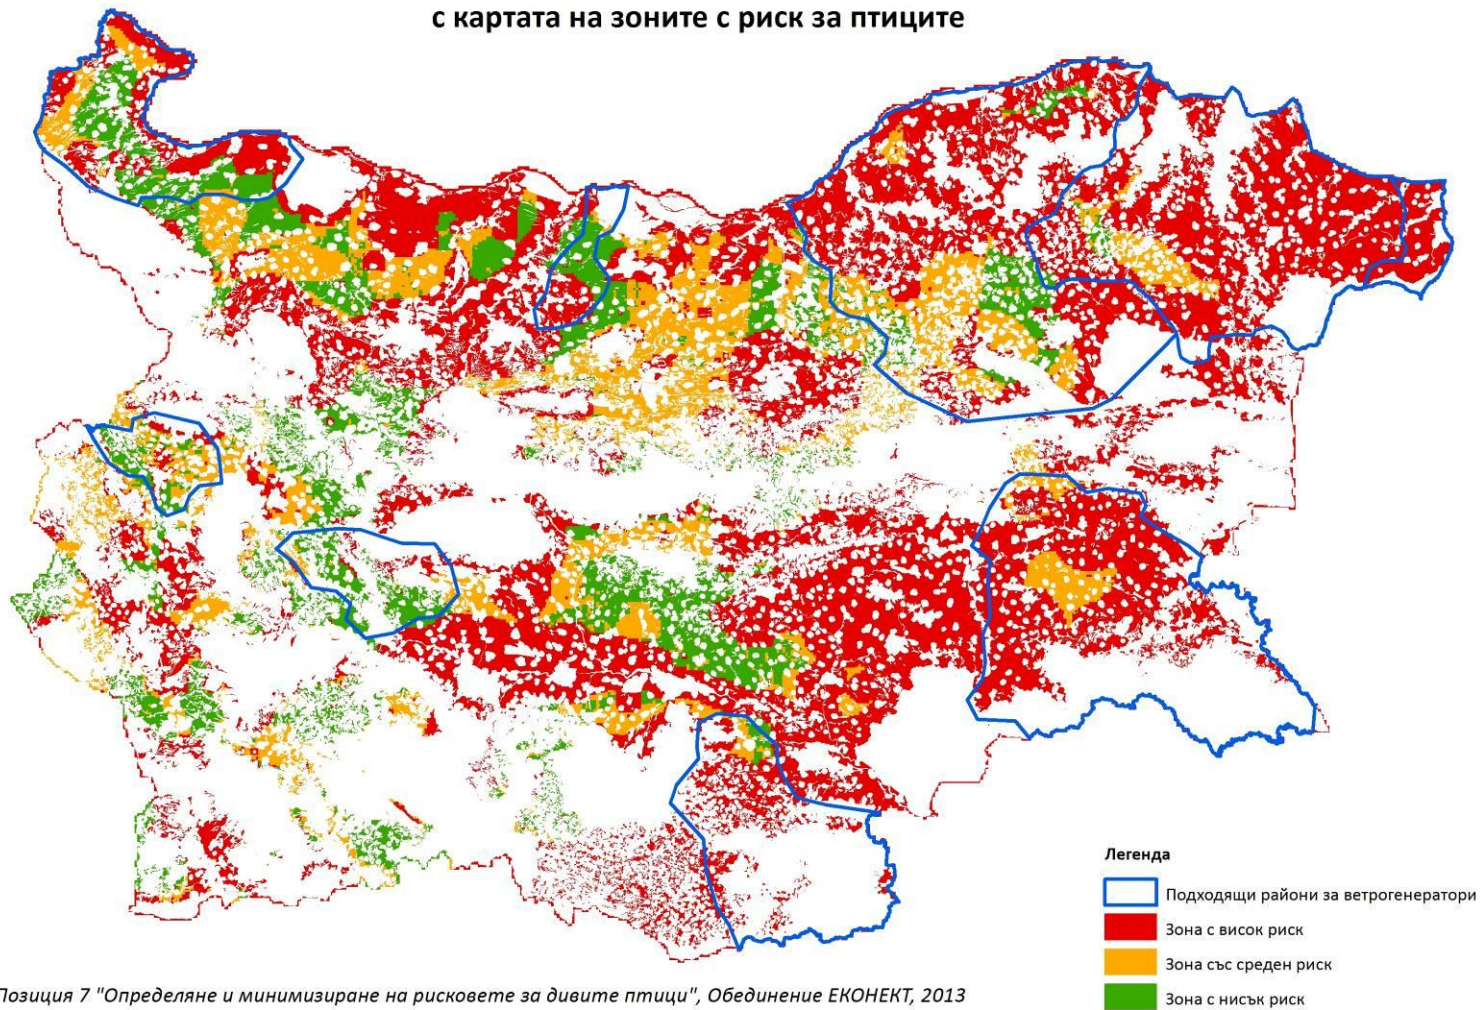 с картата на зоните с риск за птиците
Легенда
Подходящи райони за ветрогенератори
Зона с висок риск
Зона със среден риск
Зона с нисък риск
Позиция 7 "Определяне и минимизиране на рисковете за дивите птици", Обединение ЕКОНЕКТ, 2013